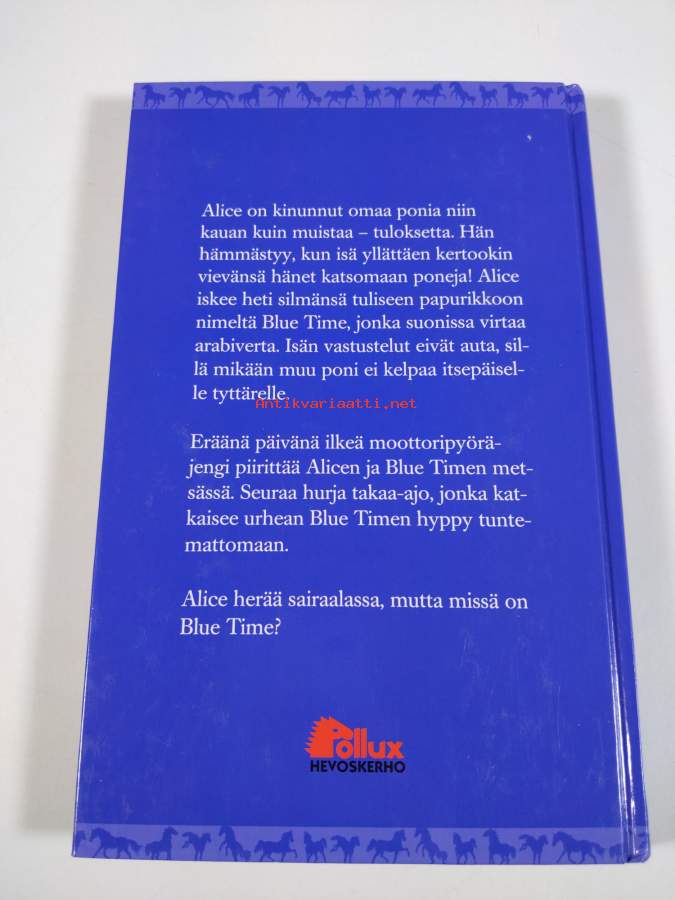 Alice on kinunnut omaa ponia niin
kauan kuin muistaa – tuloksetta. Hän
hämmästyy, kun isä yllättäen kertookin
vievänsä hänet katsomaan poneja! Alice
iskee heti silmänsä tuliseen papurikkoon
nimeltä Blue Time, jonka suonissa virtaa
arabiverta. Isän vastustelut eivät auta, sil-
lä mikään muu poni ei kelpaa itsepäisel-
le tyttärelle.
Antikvariaatti.net
Eräänä päivänä ilkeä moottoripyörä-
jengi piirittää Alicen ja Blue Timen met-
sässä. Seuraa hurja takaa-ajo, jonka kat-
kaisee urhean Blue Timen hyppy tunte-
mattomaan.
Alice herää sairaalassa, mutta missä on
Blue Time?
Pollux
HEVOSKERHO